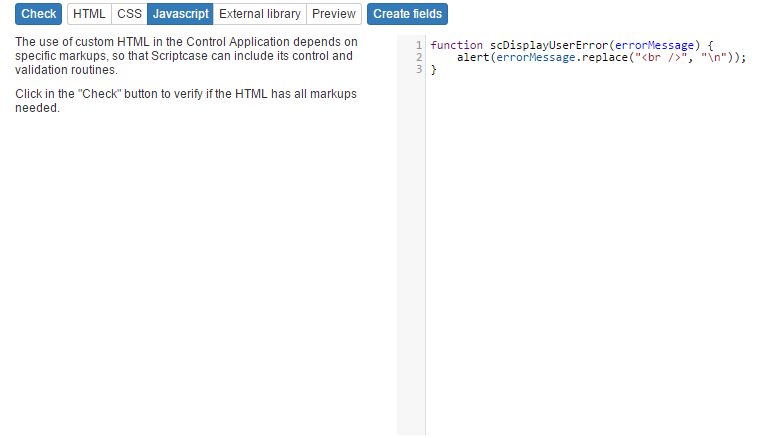 Check HTML CSS Javascript External library Preview Create fields
The use of custom HTML in the Control Application depends on
specific markups, so that Scriptcase can include its control and
validation routines.
Click in the "Check" button to verify if the HTML has all markups
needed.
1 function scDisplayUserError(errorMessage) {
2     alert(errorMessage.replace("<br />", "\n"));
3 }